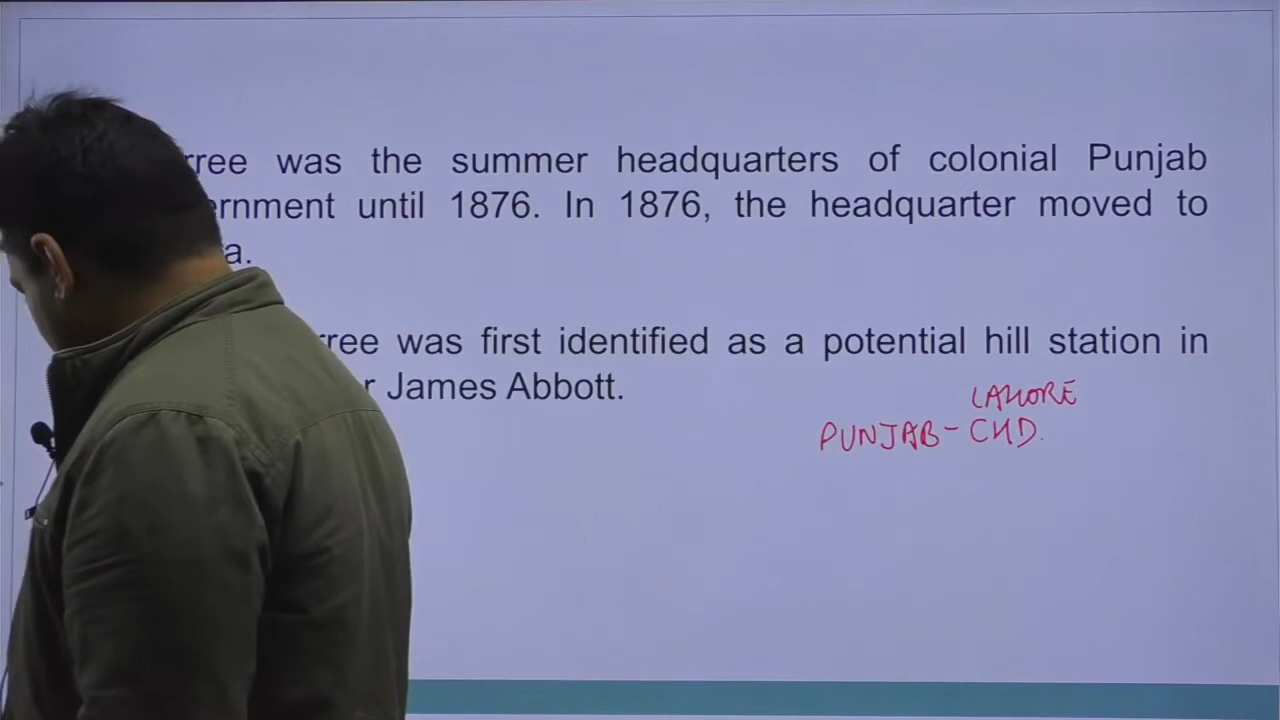 rree was the summer headquarters of colonial Punjab
ernment until 1876. In 1876, the headquarter moved to
a.
rree was first identified as a potential hill station in
r James Abbott.
LAHORE
PUNJAB - CHD.